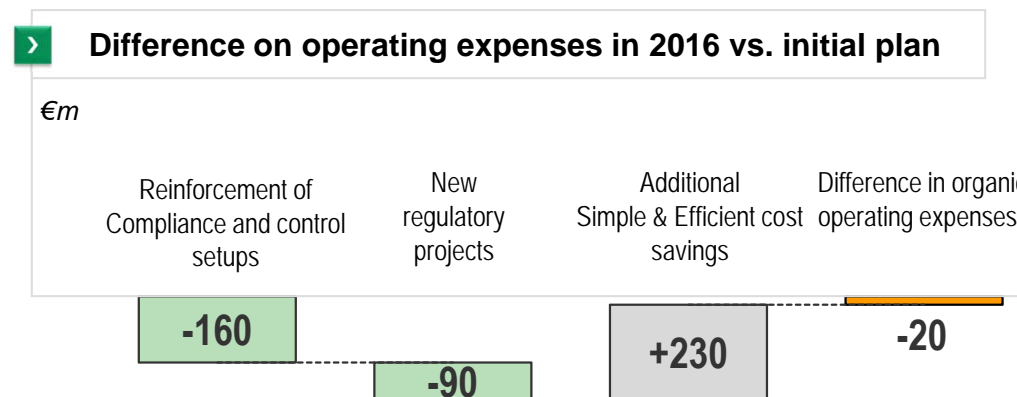 Difference on operating expenses in 2016 vs. initial plan
€m
Reinforcement of
Compliance and control
setups
New
regulatory
projects
Additional
Simple & Efficient cost
savings
Difference in organic
operating expenses
-160
-90
+230
-20